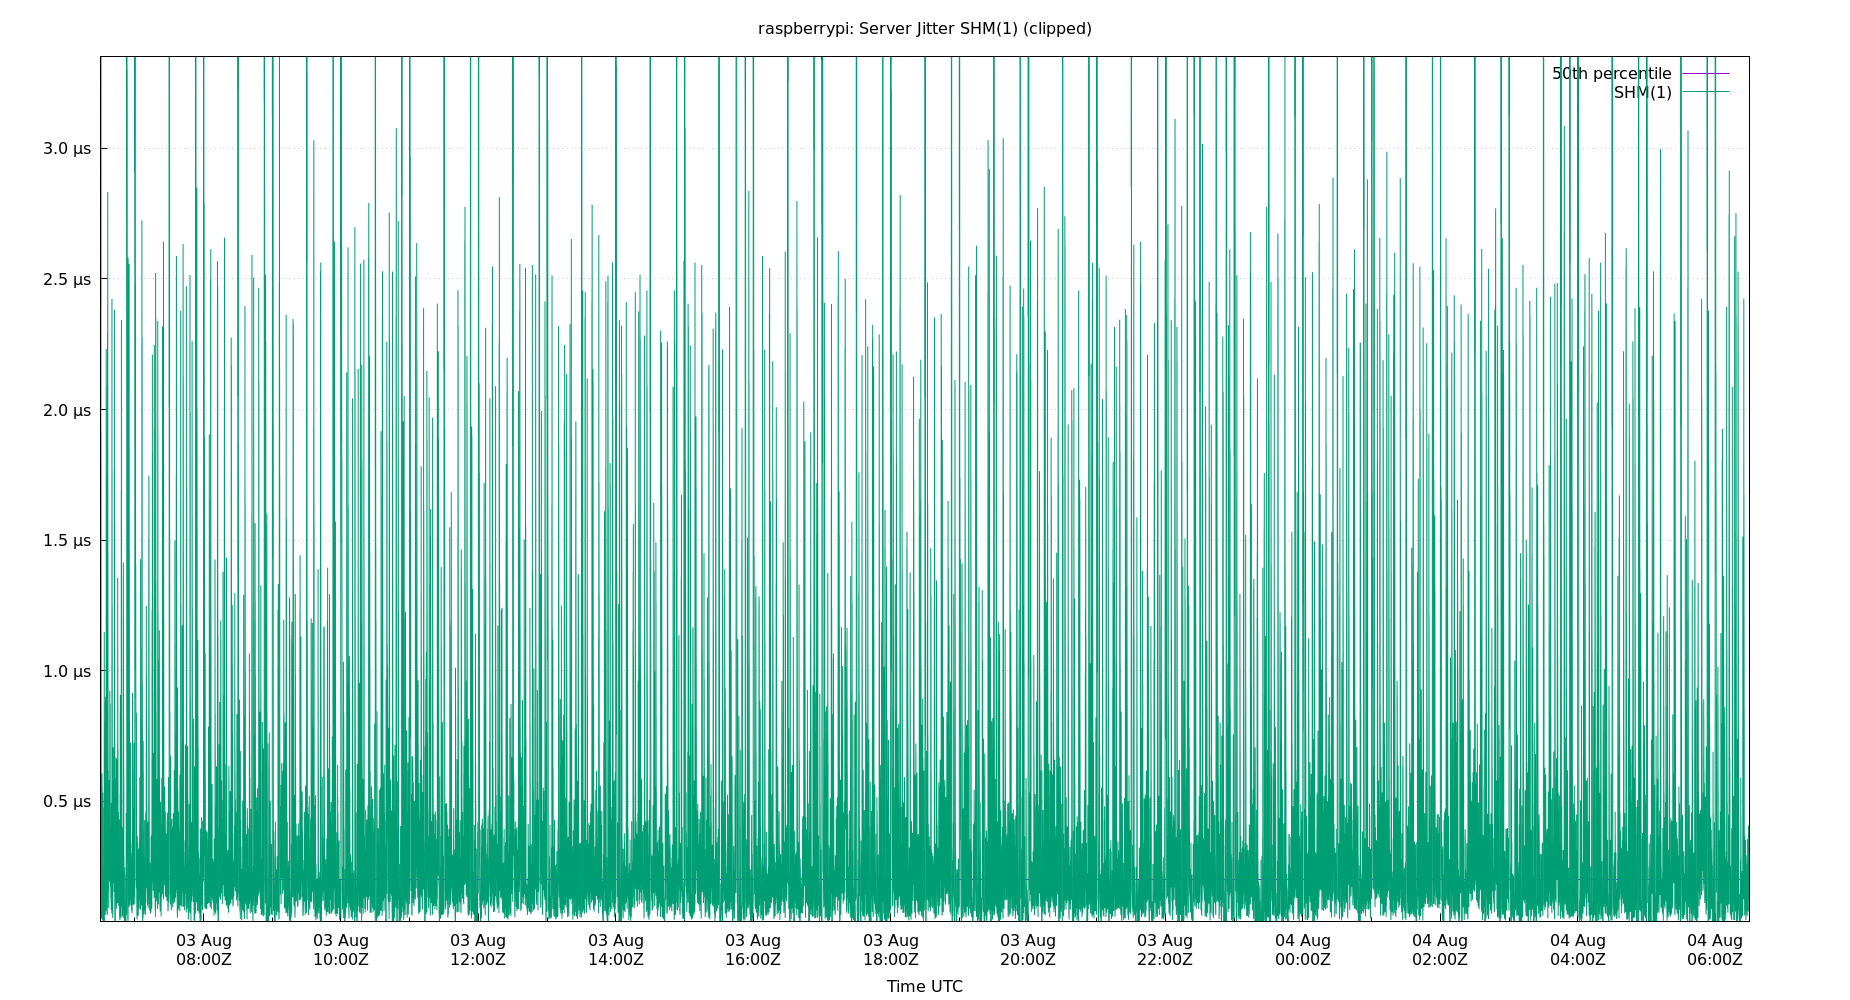 raspberrypi: Server Jitter SHM(1) (clipped)
50th percentile
SHM(1)
3.0 µs
2.5 µs
2.0 µs
1.5 µs
1.0 µs
0.5 µs
03 Aug 03 Aug 03 Aug 03 Aug 03 Aug 03 Aug 03 Aug 03 Aug 04 Aug 04 Aug 04 Aug 04 Aug
08:00Z 10:00Z 12:00Z 14:00Z 16:00Z 18:00Z 20:00Z 22:00Z 00:00Z 02:00Z 04:00Z 06:00Z
Time UTC